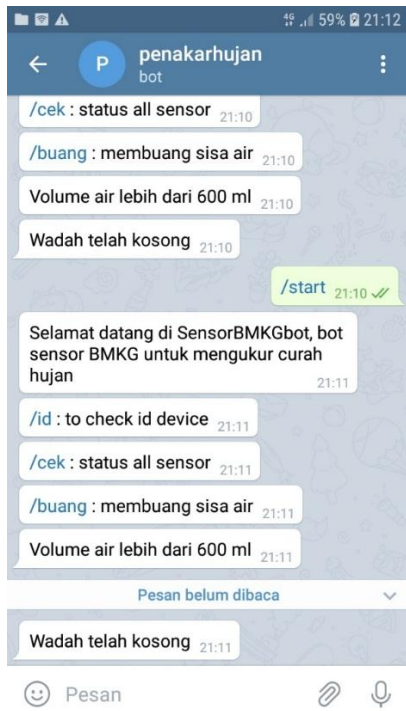 4G 59% 21:12
P
penakarhujan
bot
/cek : status all sensor 21:10
/buang : membuang sisa air 21:10
Volume air lebih dari 600 ml 21:10
Wadah telah kosong 21:10
/start 21:10
Selamat datang di SensorBMKGbot, bot
sensor BMKG untuk mengukur curah
hujan
21:11
/id : to check id device 21:11
/cek : status all sensor 21:11
/buang : membuang sisa air 21:11
Volume air lebih dari 600 ml 21:11
Pesan belum dibaca
Wadah telah kosong 21:11
Pesan